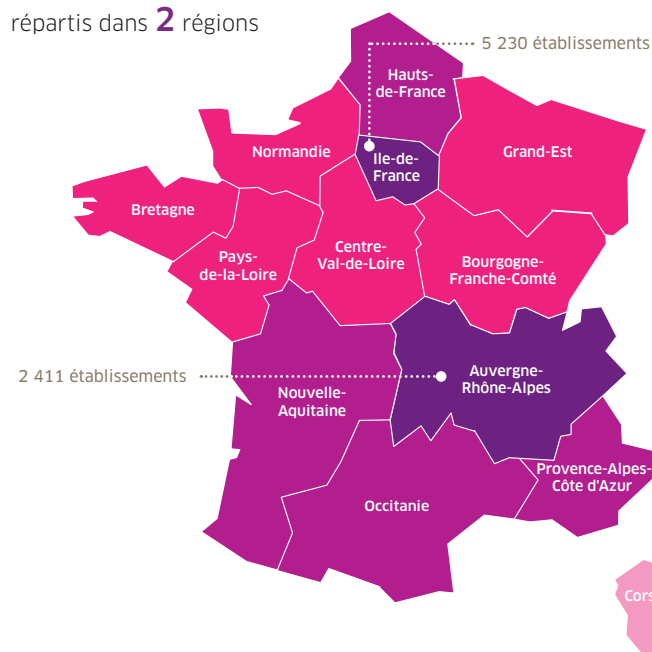 répartis dans 2 régions
5 230 établissements
Hauts-
de-France
Normandie
Ile-de-
France
Grand-Est
Bretagne
Pays-
de-la-Loire
Centre-
Val-de-Loire
Bourgogne-
Franche-Comté
2 411 établissements
Nouvelle-
Aquitaine
Auvergne-
Rhône-Alpes
Provence-Alpes-
Côte d'Azur
Occitanie
Cors